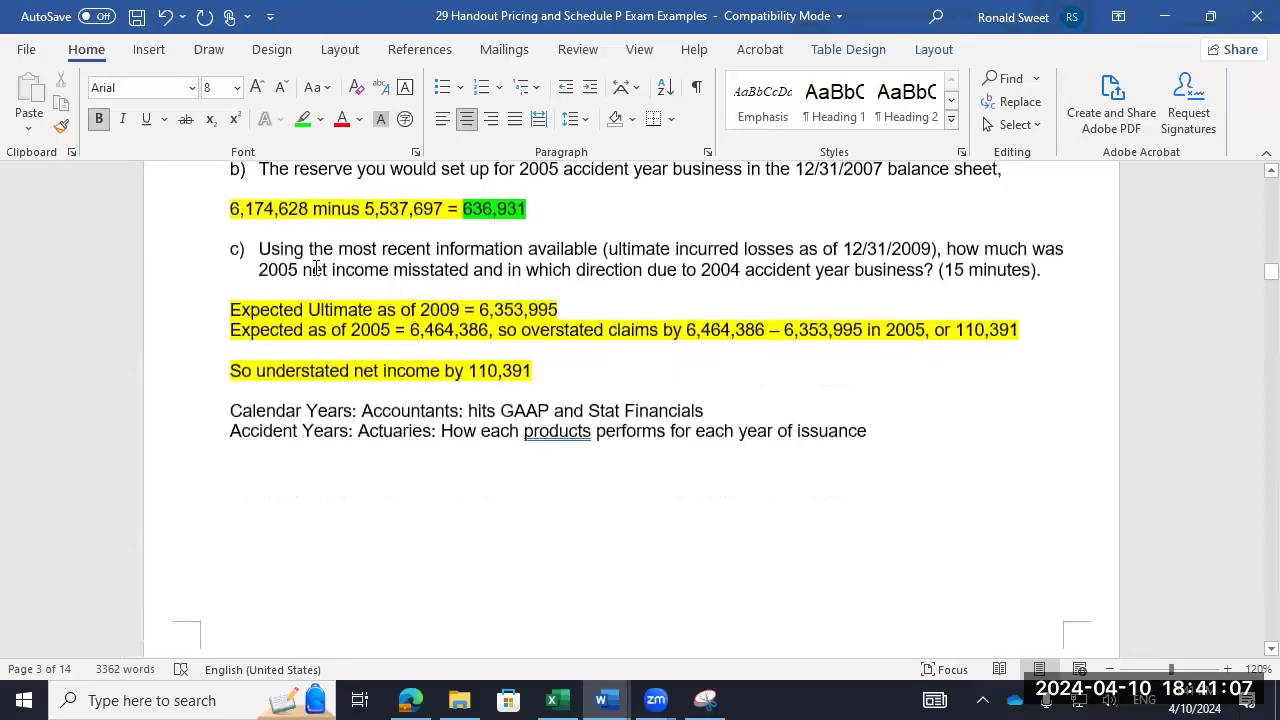 AutoSave Off 29 Handout Pricing and Schedule P Exam Examples - Compatibility Mode Ronald Sweet RS
File Home Insert Draw Design Layout References Mailings Review View Help Acrobat Table Design Layout Share
Paste
Clipboard
Arial 8
Font
Paragraph
AaBbCcDc AaBbC AaBbC
Emphasis ¶ Heading 1 ¶ Heading 2
Styles
Find
Replace
Select
Editing
Create and Share Adobe PDF
Request Signatures
Adobe Acrobat
b) The reserve you would set up for 2005 accident year business in the 12/31/2007 balance sheet,
6,174,628 minus 5,537,697 = 636,931
c) Using the most recent information available (ultimate incurred losses as of 12/31/2009), how much was
2005 net income misstated and in which direction due to 2004 accident year business? (15 minutes).
Expected Ultimate as of 2009 = 6,353,995
Expected as of 2005 = 6,464,386, so overstated claims by 6,464,386 – 6,353,995 in 2005, or 110,391
So understated net income by 110,391
Calendar Years: Accountants: hits GAAP and Stat Financials
Accident Years: Actuaries: How each products performs for each year of issuance
Page 3 of 14 3362 words English (United States) Focus 120%
Type here to search
2024-04-10 18:41:07
ENG
4/10/2024